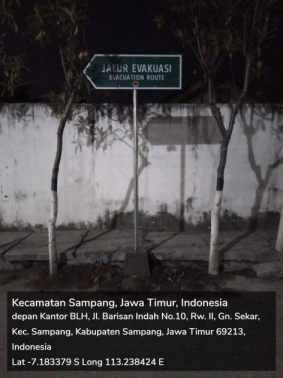 JALUR EVAKUASI
EVACUATION ROUTE
Kecamatan Sampang, Jawa Timur, Indonesia
depan Kantor BLH, Jl. Barisan Indah No.10, Rw. II, Gn. Sekar,
Kec. Sampang, Kabupaten Sampang, Jawa Timur 69213,
Indonesia
Lat -7.183379 S Long 113.238424 E